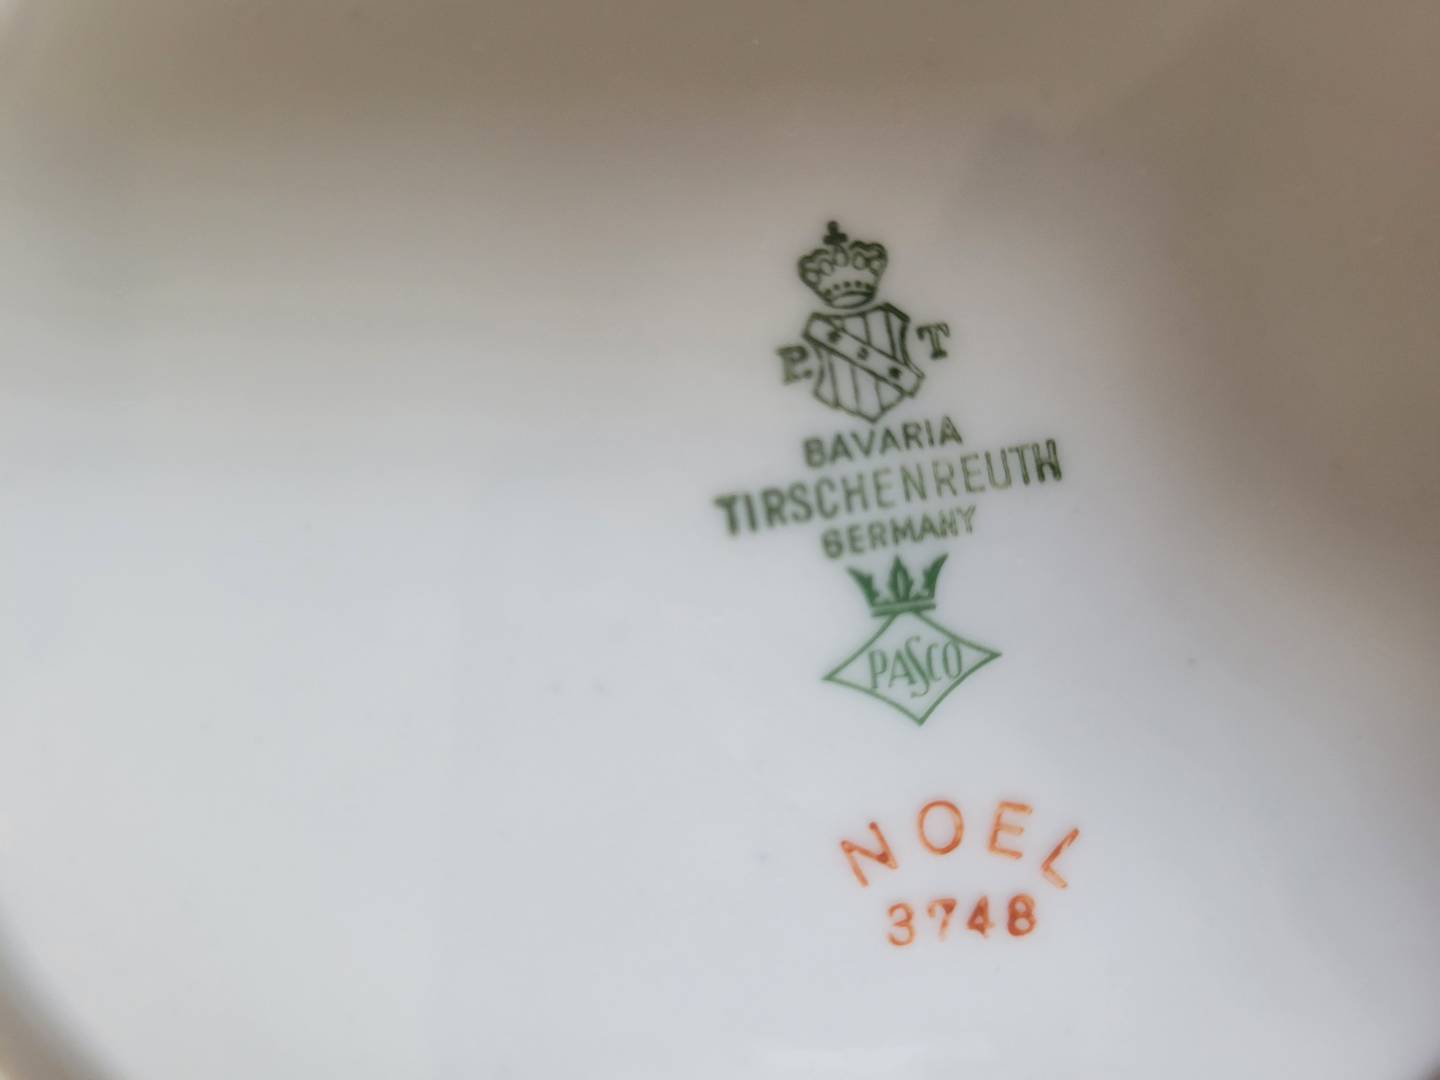 P. T
BAVARIA
TIRSCHENREUTH
GERMANY
PASCO
NOEL
3748